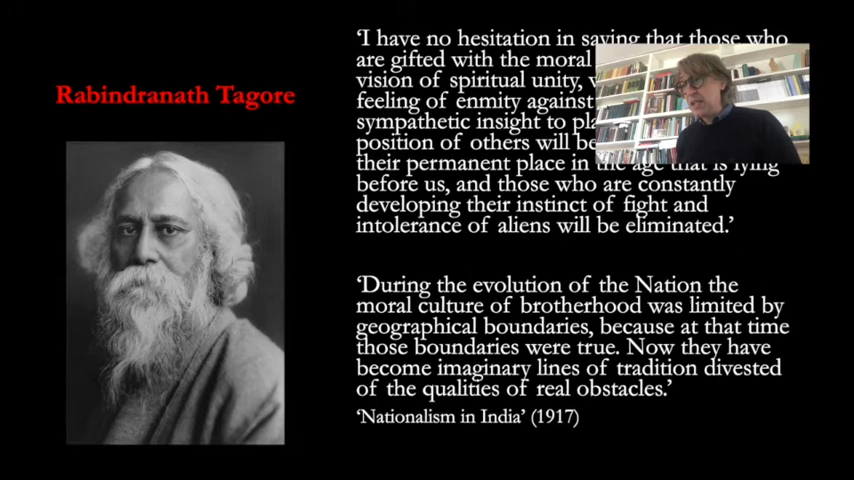 Rabindranath Tagore
‘I have no hesitation in saying that those who
are gifted with the moral
vision of spiritual unity,
feeling of enmity against
sympathetic insight to
position of others will
their permanent place in the age that is lying
before us, and those who are constantly
developing their instinct of fight and
intolerance of aliens will be eliminated.’
‘During the evolution of the Nation the
moral culture of brotherhood was limited by
geographical boundaries, because at that time
those boundaries were true. Now they have
become imaginary lines of tradition divested
of the qualities of real obstacles.’
‘Nationalism in India’ (1917)